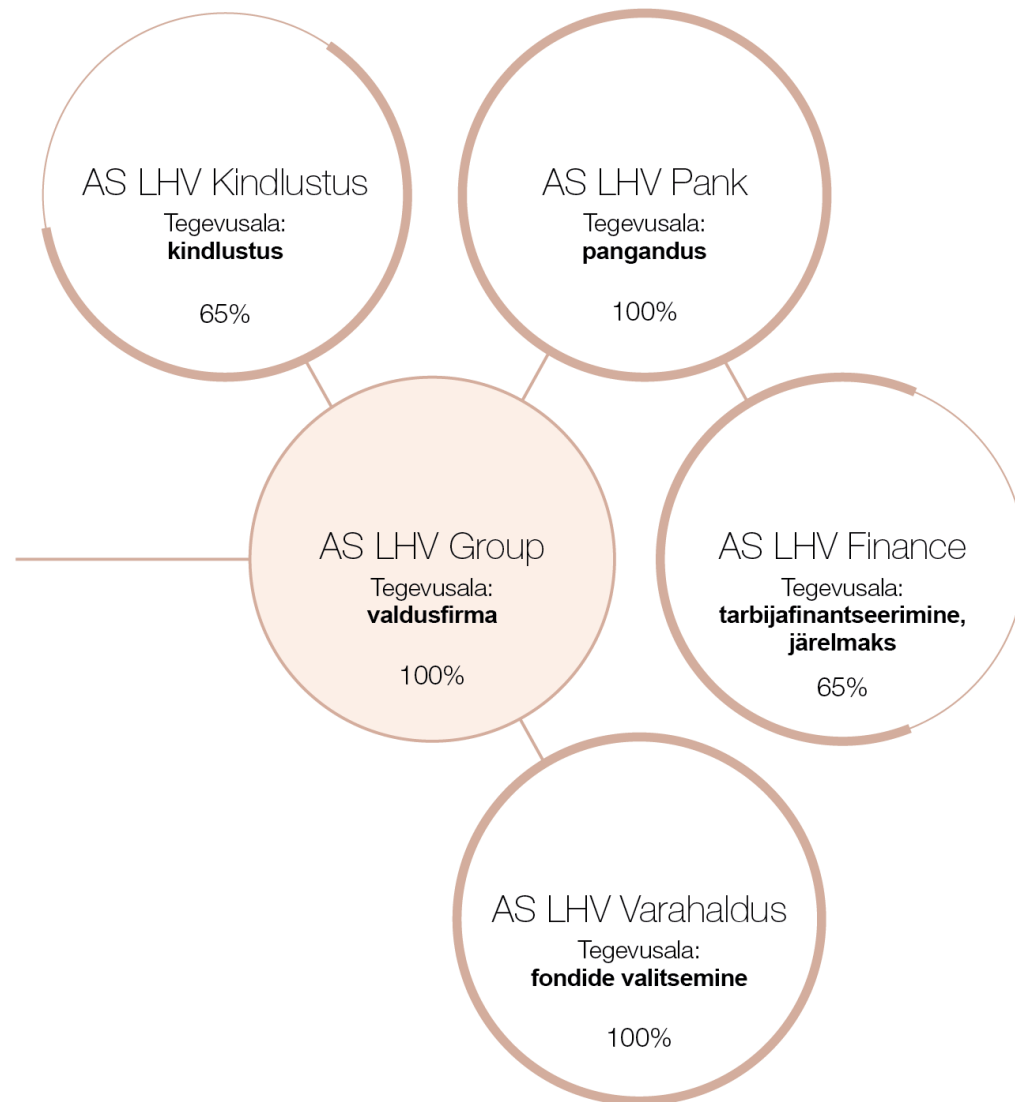 AS LHV Kindlustus
Tegevusala:
kindlustus
65%
AS LHV Pank
Tegevusala:
pangandus
100%
AS LHV Group
Tegevusala:
valdusfirma
100%
AS LHV Finance
Tegevusala:
tarbijafinantseerimine,
järelmaks
65%
AS LHV Varahaldus
Tegevusala:
fondide valitsemine
100%